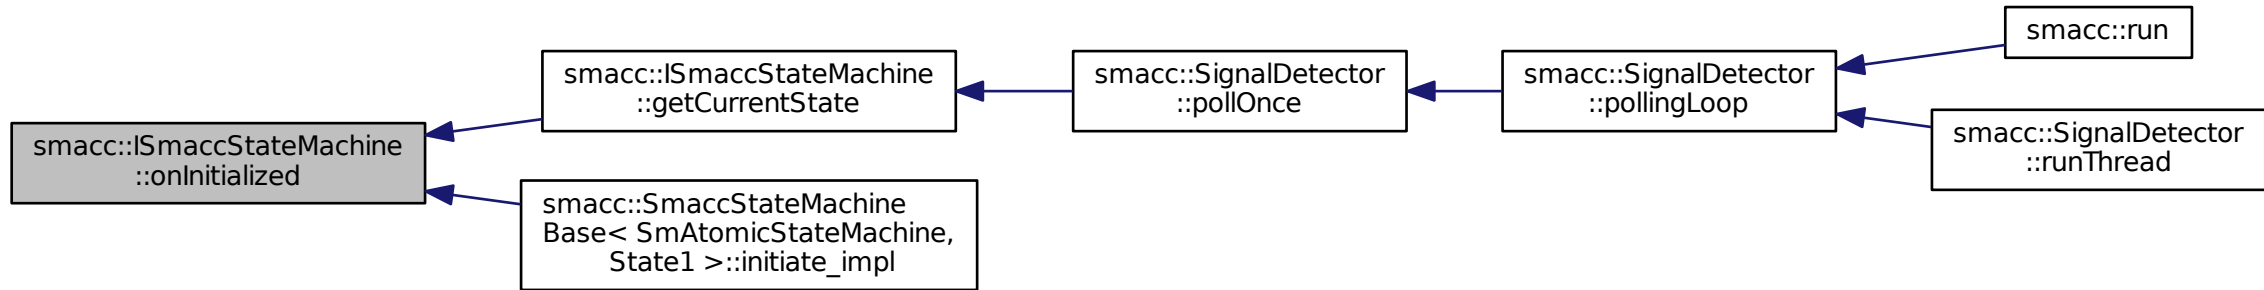 smacc::ISmaccStateMachine
::onInitialized
smacc::ISmaccStateMachine
::getCurrentState
smacc::SmaccStateMachine
Base< SmAtomicStateMachine,
State1 >::initiate_impl
smacc::SignalDetector
::pollOnce
smacc::SignalDetector
::pollingLoop
smacc::run
smacc::SignalDetector
::runThread